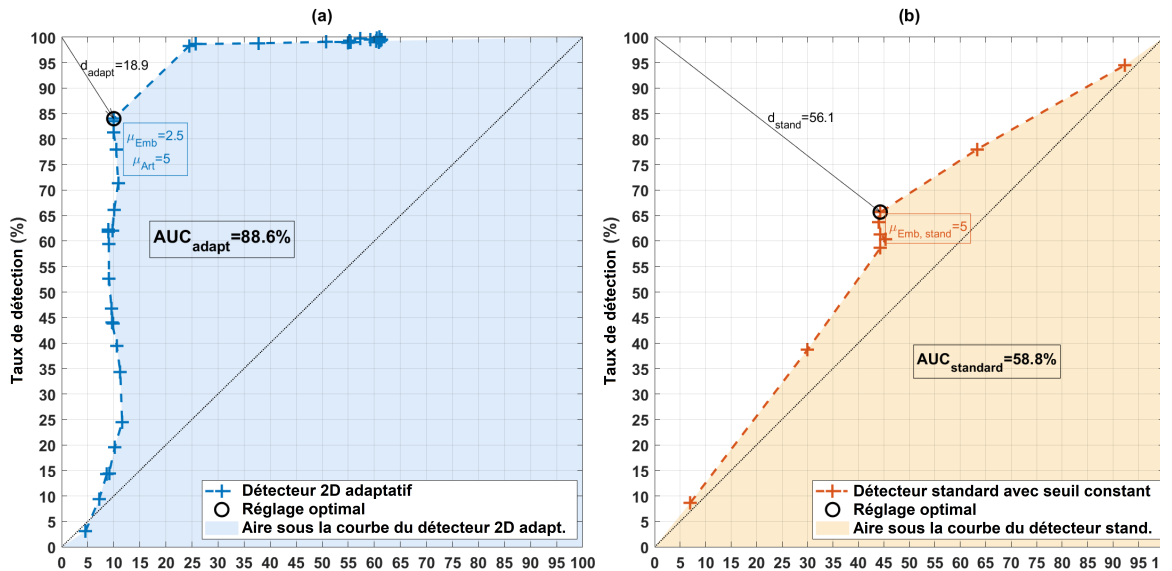 (a)
100
95
90
85
80
75
70
65
60
55
50
45
40
35
30
25
20
15
10
5
0
Taux de détection (%)
d_adapt=18.9
μ_Emb=2.5
μ_Art=5
AUC_adapt=88.6%
Détecteur 2D adaptatif
Réglage optimal
Aire sous la courbe du détecteur 2D adapt.
0 5 10 15 20 25 30 35 40 45 50 55 60 65 70 75 80 85 90 95 100
(b)
100
95
90
85
80
75
70
65
60
55
50
45
40
35
30
25
20
15
10
5
0
Taux de détection (%)
d_stand=56.1
μ_Emb, stand=5
AUC_standard=58.8%
Détecteur standard avec seuil constant
Réglage optimal
Aire sous la courbe du détecteur stand.
0 5 10 15 20 25 30 35 40 45 50 55 60 65 70 75 80 85 90 95